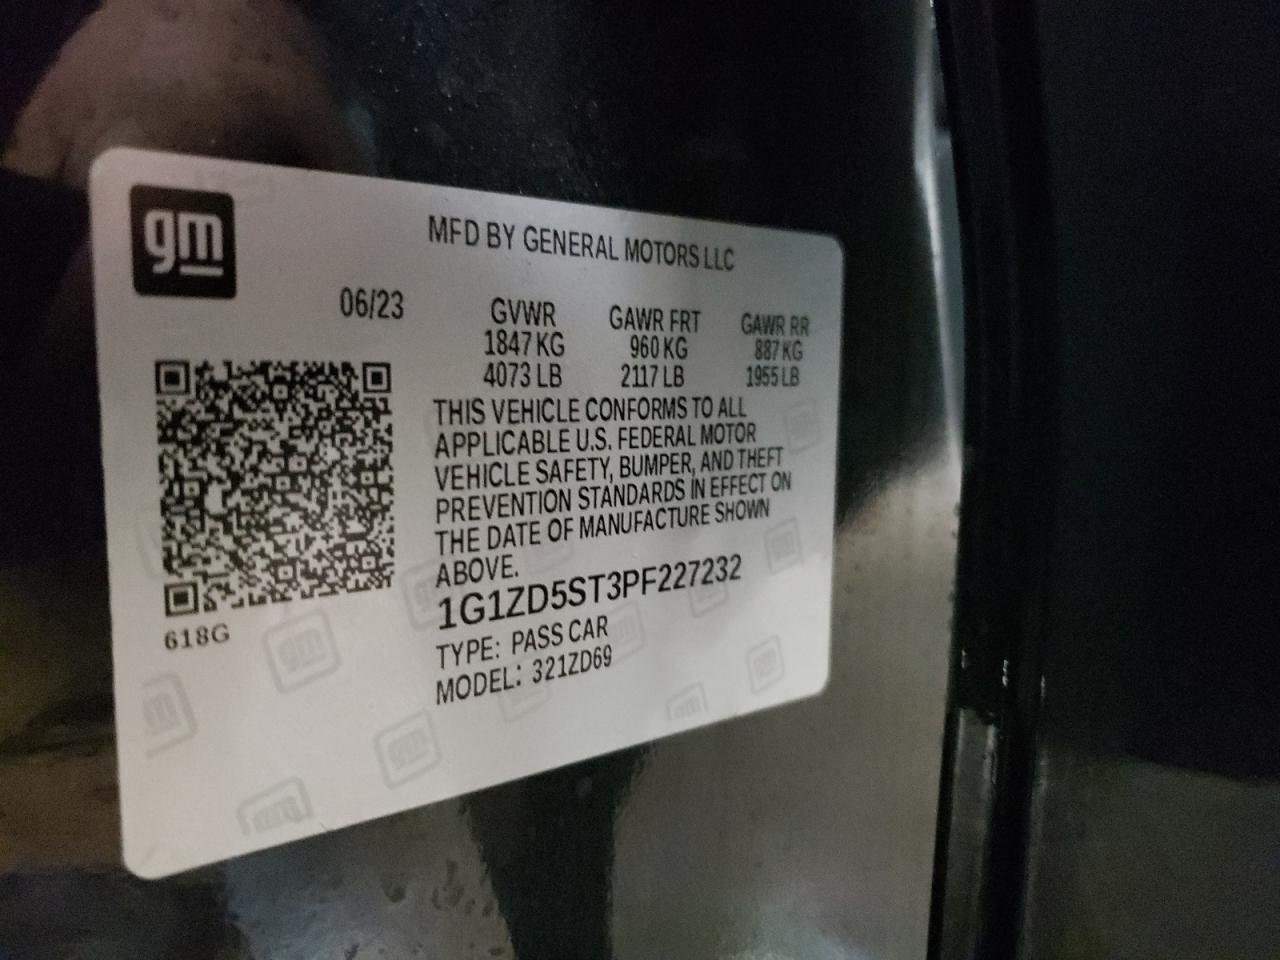 gm
MFD BY GENERAL MOTORS LLC
06/23
GVWR GAWR FRT GAWR RR
1847 KG 960 KG 887 KG
4073 LB 2117 LB 1955 LB
THIS VEHICLE CONFORMS TO ALL
APPLICABLE U.S. FEDERAL MOTOR
VEHICLE SAFETY, BUMPER, AND THEFT
PREVENTION STANDARDS IN EFFECT ON
THE DATE OF MANUFACTURE SHOWN
ABOVE.
1G1ZD5ST3PF227232
618G
TYPE: PASS CAR
MODEL: 321ZD69